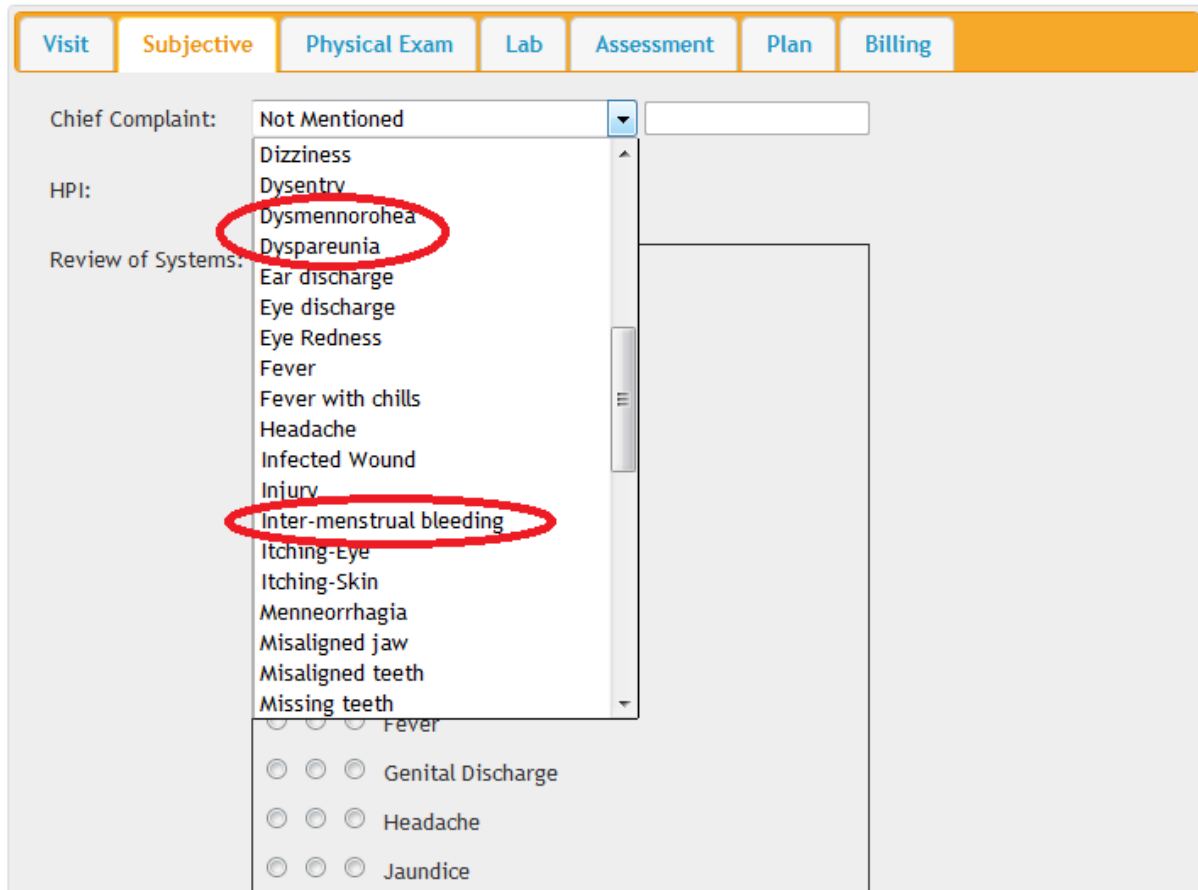 Visit Subjective Physical Exam Lab Assessment Plan Billing
Chief Complaint: Not Mentioned
Dizziness
HPI: Dysentry
Dysmennorohea
Dyspareunia
Review of Systems:
Ear discharge
Eye discharge
Eye Redness
Fever
Fever with chills
Headache
Infected Wound
Injury
Inter-menstrual bleeding
Itching-Eye
Itching-Skin
Menneorrhagia
Misaligned jaw
Misaligned teeth
Missing teeth
Fever
Genital Discharge
Headache
Jaundice